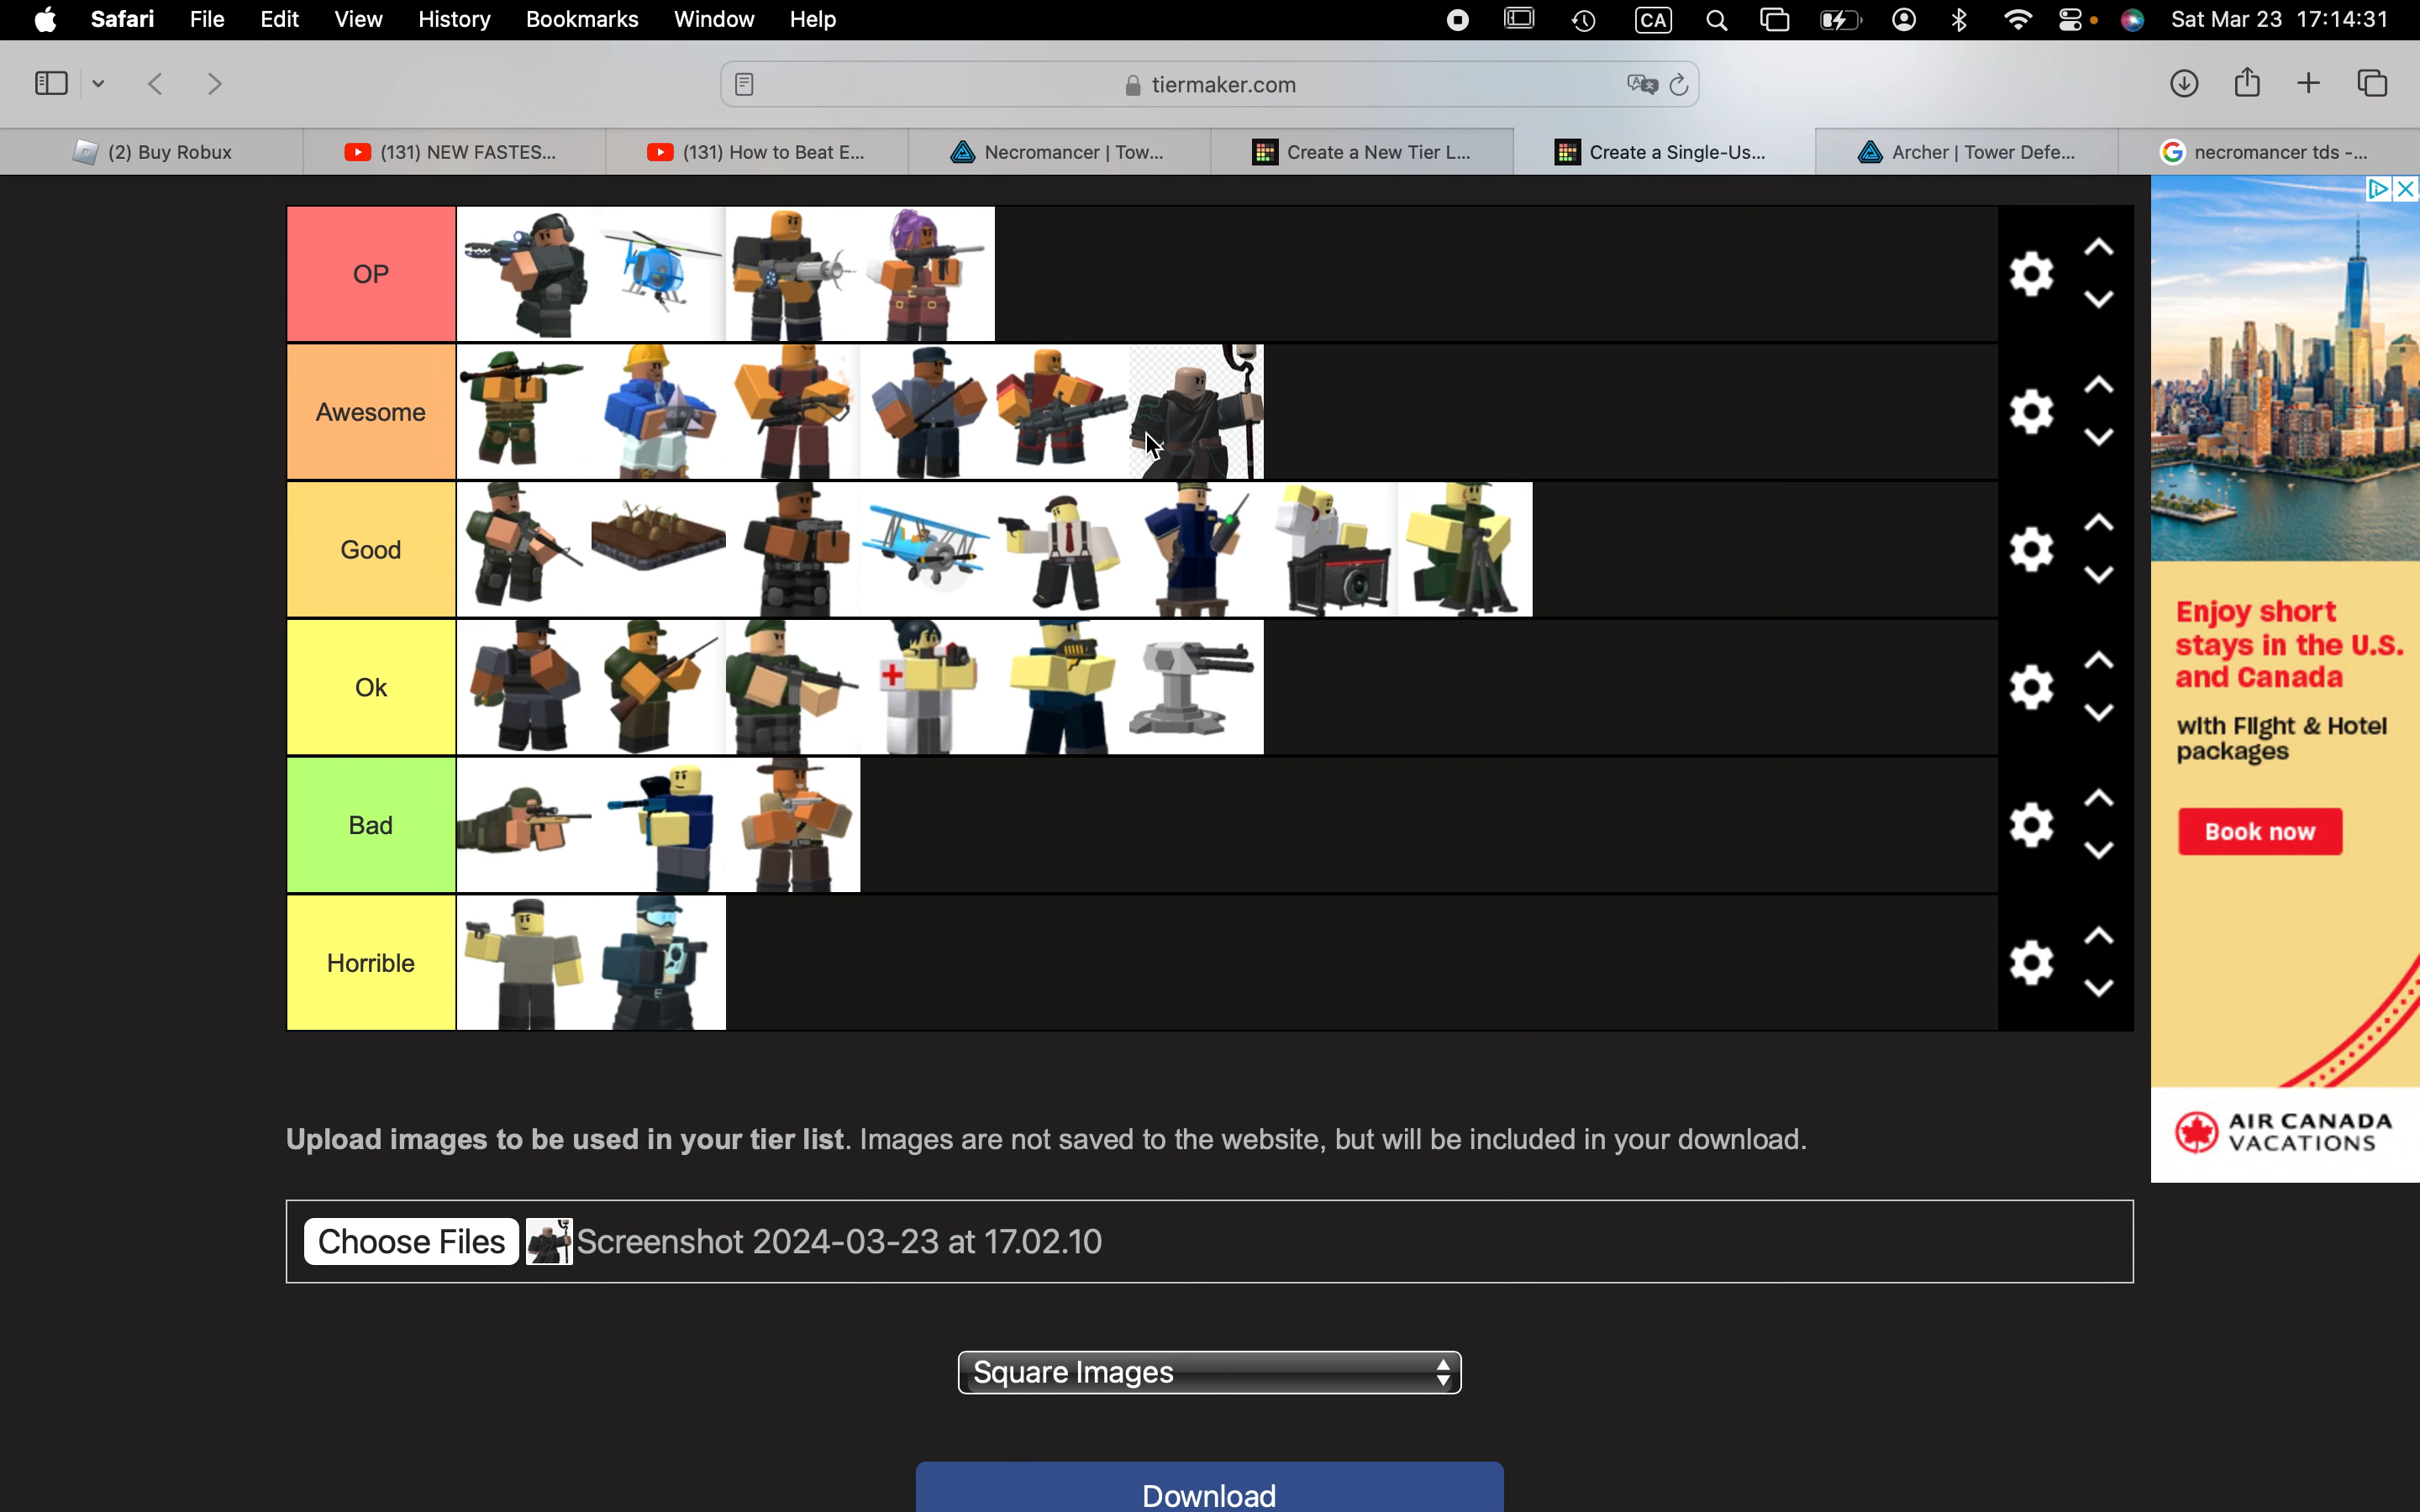 Safari File Edit View History Bookmarks Window Help CA Sat Mar 23 17:14:31
tiermaker.com
(2) Buy Robux (131) NEW FASTES... (131) How to Beat E... Necromancer | Tow... Create a New Tier L... Create a Single-Us... Archer | Tower Defe... necromancer tds -...
OP
Awesome
Good
Ok
Bad
Horrible
Enjoy short
stays in the U.S.
and Canada
with Flight & Hotel
packages
Book now
AIR CANADA
VACATIONS
Upload images to be used in your tier list. Images are not saved to the website, but will be included in your download.
Choose Files Screenshot 2024-03-23 at 17.02.10
Square Images
Download